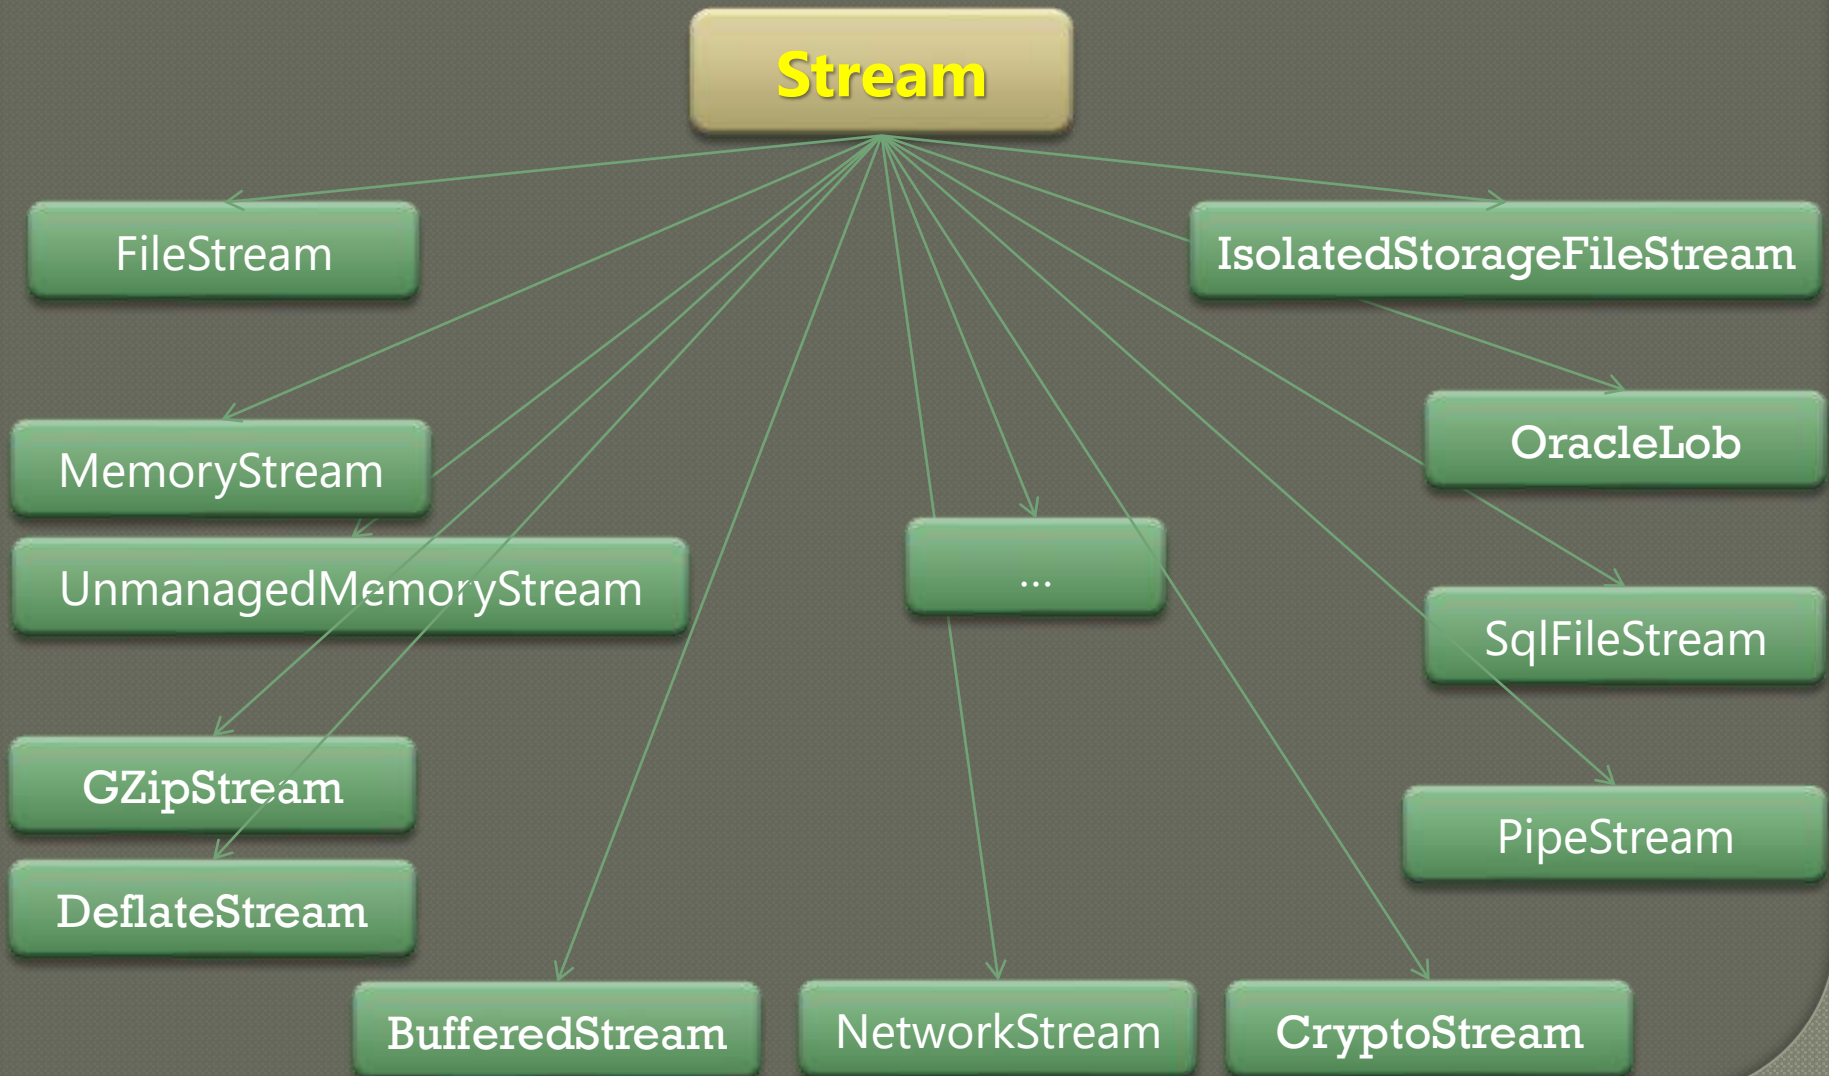 Stream
FileStream
IsolatedStorageFileStream
MemoryStream
OracleLob
UnmanagedMemoryStream
...
SqlFileStream
GZipStream
PipeStream
DeflateStream
BufferedStream
NetworkStream
CryptoStream